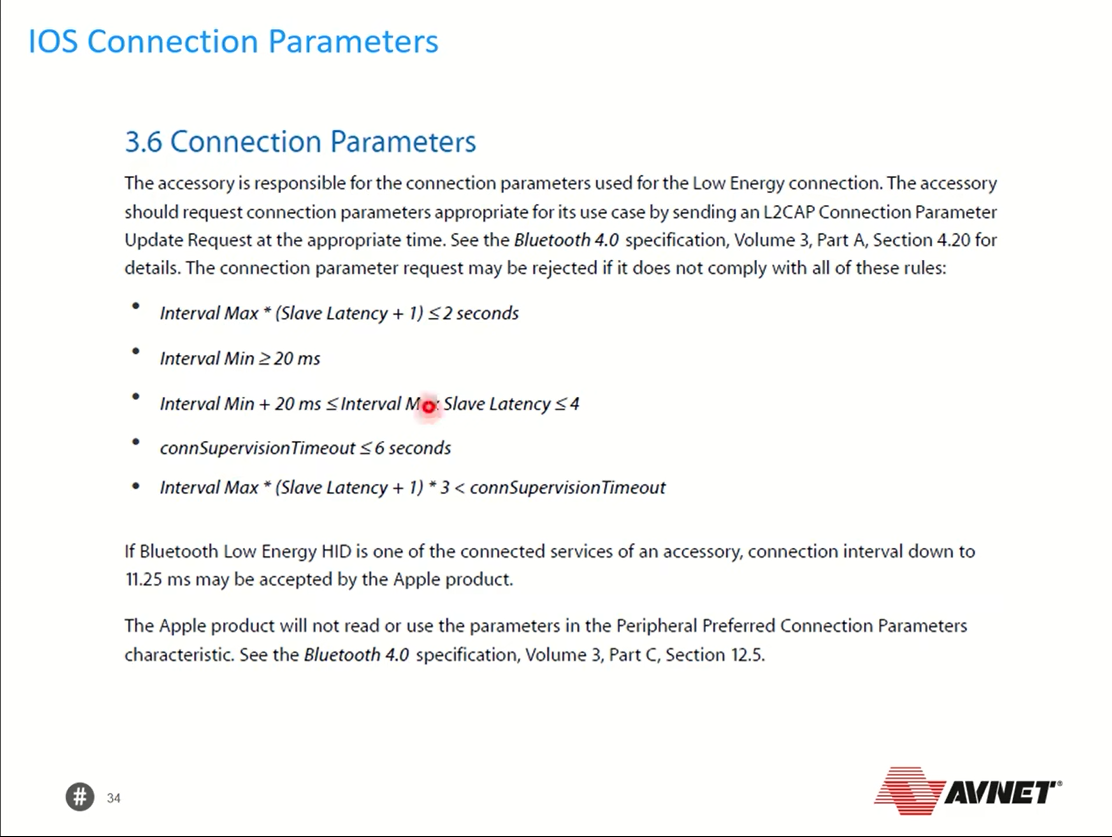 IOS Connection Parameters
3.6 Connection Parameters
The accessory is responsible for the connection parameters used for the Low Energy connection. The accessory
should request connection parameters appropriate for its use case by sending an L2CAP Connection Parameter
Update Request at the appropriate time. See the Bluetooth 4.0 specification, Volume 3, Part A, Section 4.20 for
details. The connection parameter request may be rejected if it does not comply with all of these rules:
• Interval Max * (Slave Latency + 1) ≤ 2 seconds
• Interval Min ≥ 20 ms
• Interval Min + 20 ms ≤ Interval Slave Latency ≤ 4
• connSupervisionTimeout ≤ 6 seconds
• Interval Max * (Slave Latency + 1) * 3 < connSupervisionTimeout
If Bluetooth Low Energy HID is one of the connected services of an accessory, connection interval down to
11.25 ms may be accepted by the Apple product.
The Apple product will not read or use the parameters in the Peripheral Preferred Connection Parameters
characteristic. See the Bluetooth 4.0 specification, Volume 3, Part C, Section 12.5.
# 34
AVNET®